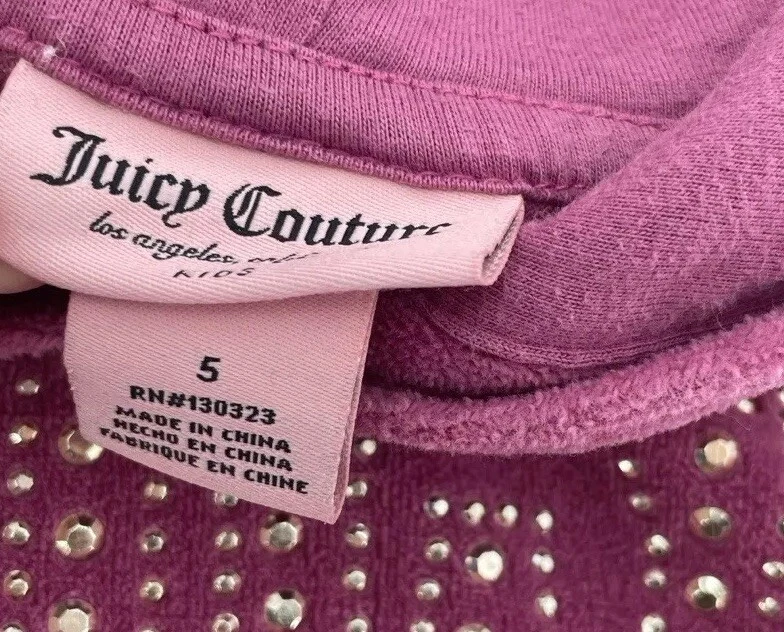 Juicy Couture
los angeles,
KIDS
5
RN#130323
MADE IN CHINA
HECHO EN CHINA
FABRIQUE EN CHINE